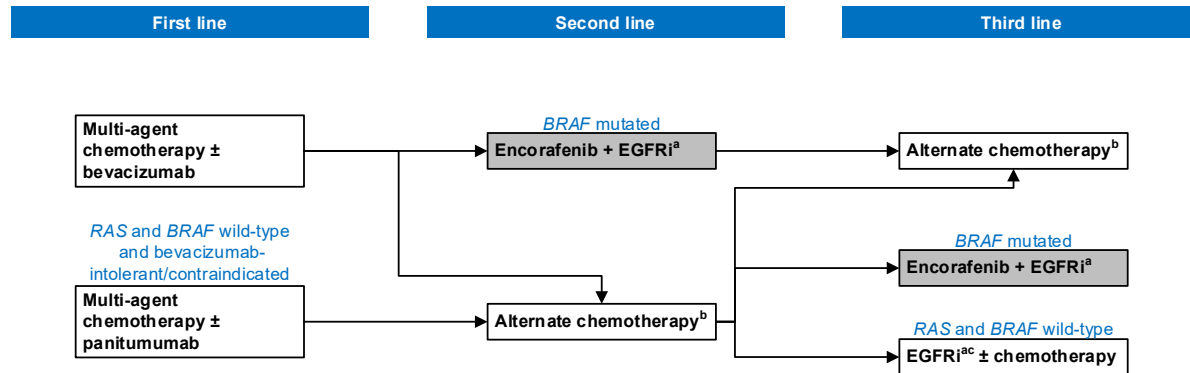 First line
Second line
Third line
BRAF mutated
Multi-agent
chemotherapy ±
bevacizumab
Encorafenib + EGFRiᵃ
Alternate chemotherapyᵇ
RAS and BRAF wild-type
and bevacizumab-
intolerant/contraindicated
BRAF mutated
Encorafenib + EGFRiᵃ
Multi-agent
chemotherapy ±
panitumumab
Alternate chemotherapyᵇ
RAS and BRAF wild-type
EGFRiᵃᶜ ± chemotherapy